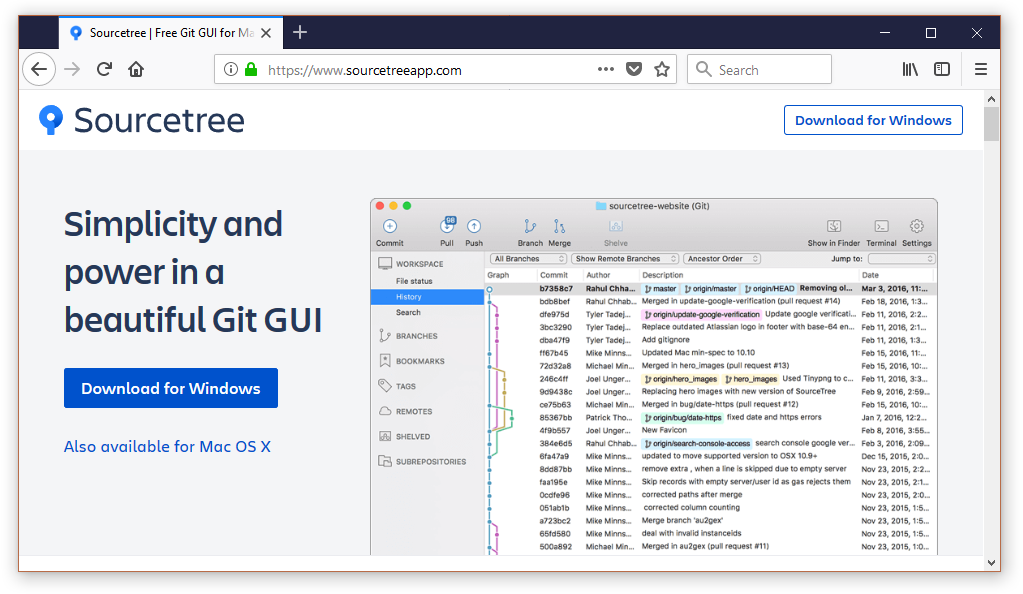 Sourcetree | Free Git GUI for Ma
https://www.sourcetreeapp.com
Search
Sourcetree
Download for Windows
Simplicity and
power in a
beautiful Git GUI
Download for Windows
Also available for Mac OS X
sourcetree-website (Git)
98
Commit Pull Push Branch Merge Shelve Show in Finder Terminal Settings
All Branches Show Remote Branches Ancestor Order Jump to:
WORKSPACE
File status
History
Search
BRANCHES
BOOKMARKS
TAGS
REMOTES
SHELVED
SUBREPOSITORIES
Graph Commit Author Description Date
b7358c7 Rahul Chhab... master origin/master origin/HEAD Removing ol... Mar 3, 2016, 11:...
bdb8bef Rahul Chhab... Merged in update-google-verification (pull request #14) Feb 18, 2016, 1:3...
dfe975d Tyler Tadej... origin/update-google-verification Update google verificati... Feb 11, 2016, 2:2...
3bc3290 Tyler Tadej... Replace outdated Atlassian logo in footer with base-64 en... Feb 11, 2016, 2:1...
dba47f9 Tyler Tadej... Add gitignore Feb 11, 2016, 1:3...
ff67b45 Mike Minns... Updated Mac min-spec to 10.10 Feb 15, 2016, 11:...
72d32a8 Michael Min... Merged in hero_images (pull request #13) Feb 15, 2016, 10:...
246c4ff Joel Unger... origin/hero_images hero_images Used Tinypng to c... Feb 11, 2016, 3:3...
9d9438c Joel Unger... Replacing hero images with new version of SourceTree Feb 9, 2016, 2:59...
ce75b63 Michael Min... Merged in bug/date-https (pull request #12) Feb 15, 2016, 10:...
85367bb Patrick Tho... origin/bug/date-https fixed date and https errors Jan 7, 2016, 12:2...
4f9b557 Joel Unger... New Favicon Feb 8, 2016, 3:55...
384e6d5 Rahul Chhab... origin/search-console-access search console google ver... Feb 3, 2016, 2:09...
6fa47a9 Mike Minns... updated to move supported version to OSX 10.9+ Dec 15, 2015, 2:0...
8dd87bb Mike Minns... remove extra , when a line is skipped due to empty server Nov 23, 2015, 2:2...
faa195e Mike Minns... Skip records with empty server/user id as gas rejects them Nov 23, 2015, 2:1...
0cdfe96 Mike Minns... corrected paths after merge Nov 23, 2015, 2:0...
051ab1b Mike Minns... corrected column counting Nov 23, 2015, 1:5...
a723bc2 Mike Minns... Merge branch 'au2gex' Nov 23, 2015, 1:5...
65fd580 Mike Minns... deal with invalid instanceids Nov 23, 2015, 1:5...
500a892 Michael Min... Merged in au2gex (pull request #11) Nov 23, 2015, 1:0...